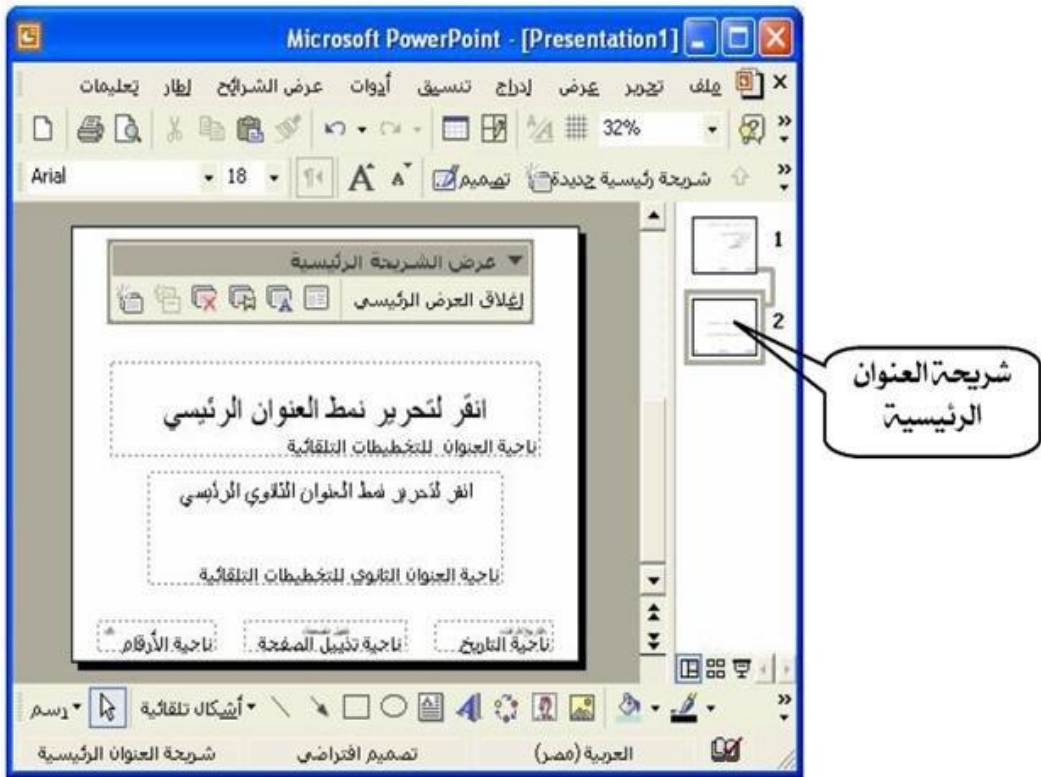 Microsoft PowerPoint - [Presentation1]
ملف تحرير عرض إدراج تنسيق أدوات عرض الشرائح إطار تعليمات
32%
Arial 18 تصميم شريحة رئيسية جديدة
عرض الشريحة الرئيسية
إغلاق العرض الرئيسي
1
2
شريحة العنوان
الرئيسية
انقر لتحرير نمط العنوان الرئيسي
ناحية العنوان للتخطيطات التلقائية
انقر لتحرير نمط العنوان الثانوي الرئيسي
ناحية العنوان الثانوي للتخطيطات التلقائية
ناحية التاريخ ناحية تذييل الصفحة ناحية الأرقام
رسم أشكال تلقائية
شريحة العنوان الرئيسية تصميم افتراضي العربية (مصر)